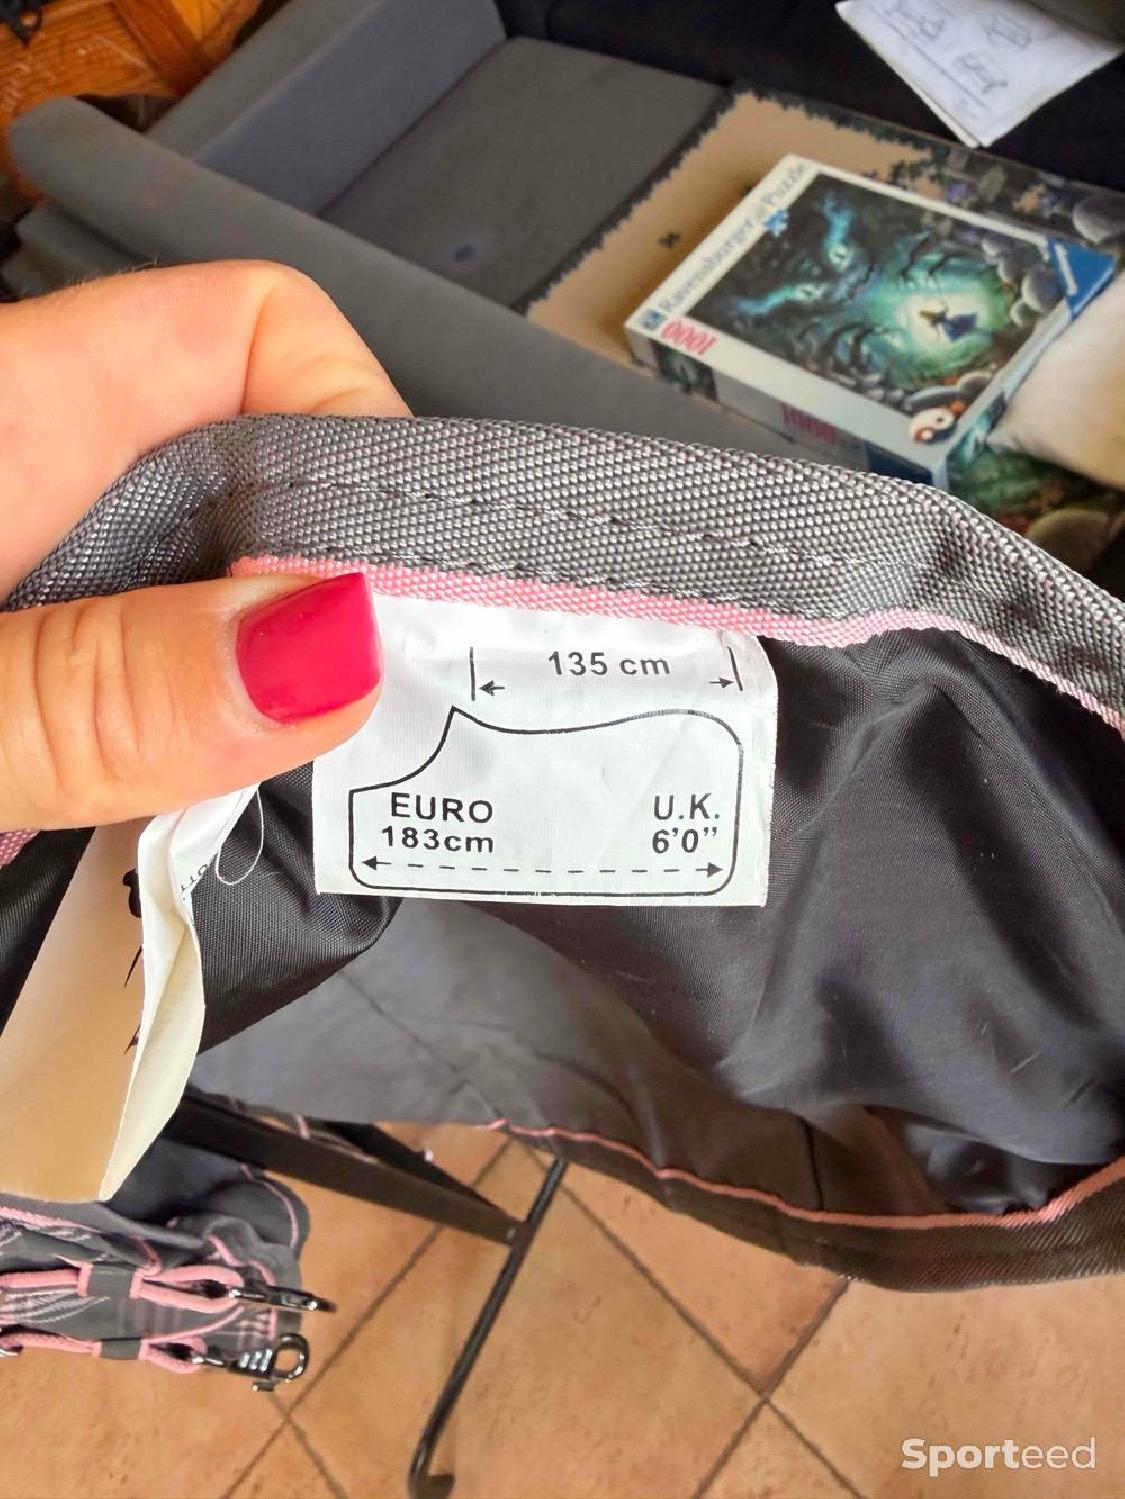 Ravensburger Puzzle
1000
135 cm
EURO
U.K.
183cm
6'0"
Sporteed